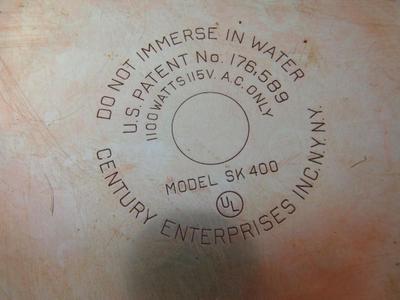 DO NOT IMMERSE IN WATER
U.S. PATENT No. 176,589
1100 WATTS 115V. A.C. ONLY
MODEL SK 400
UL
CENTURY ENTERPRISES INC. N.Y. N.Y.